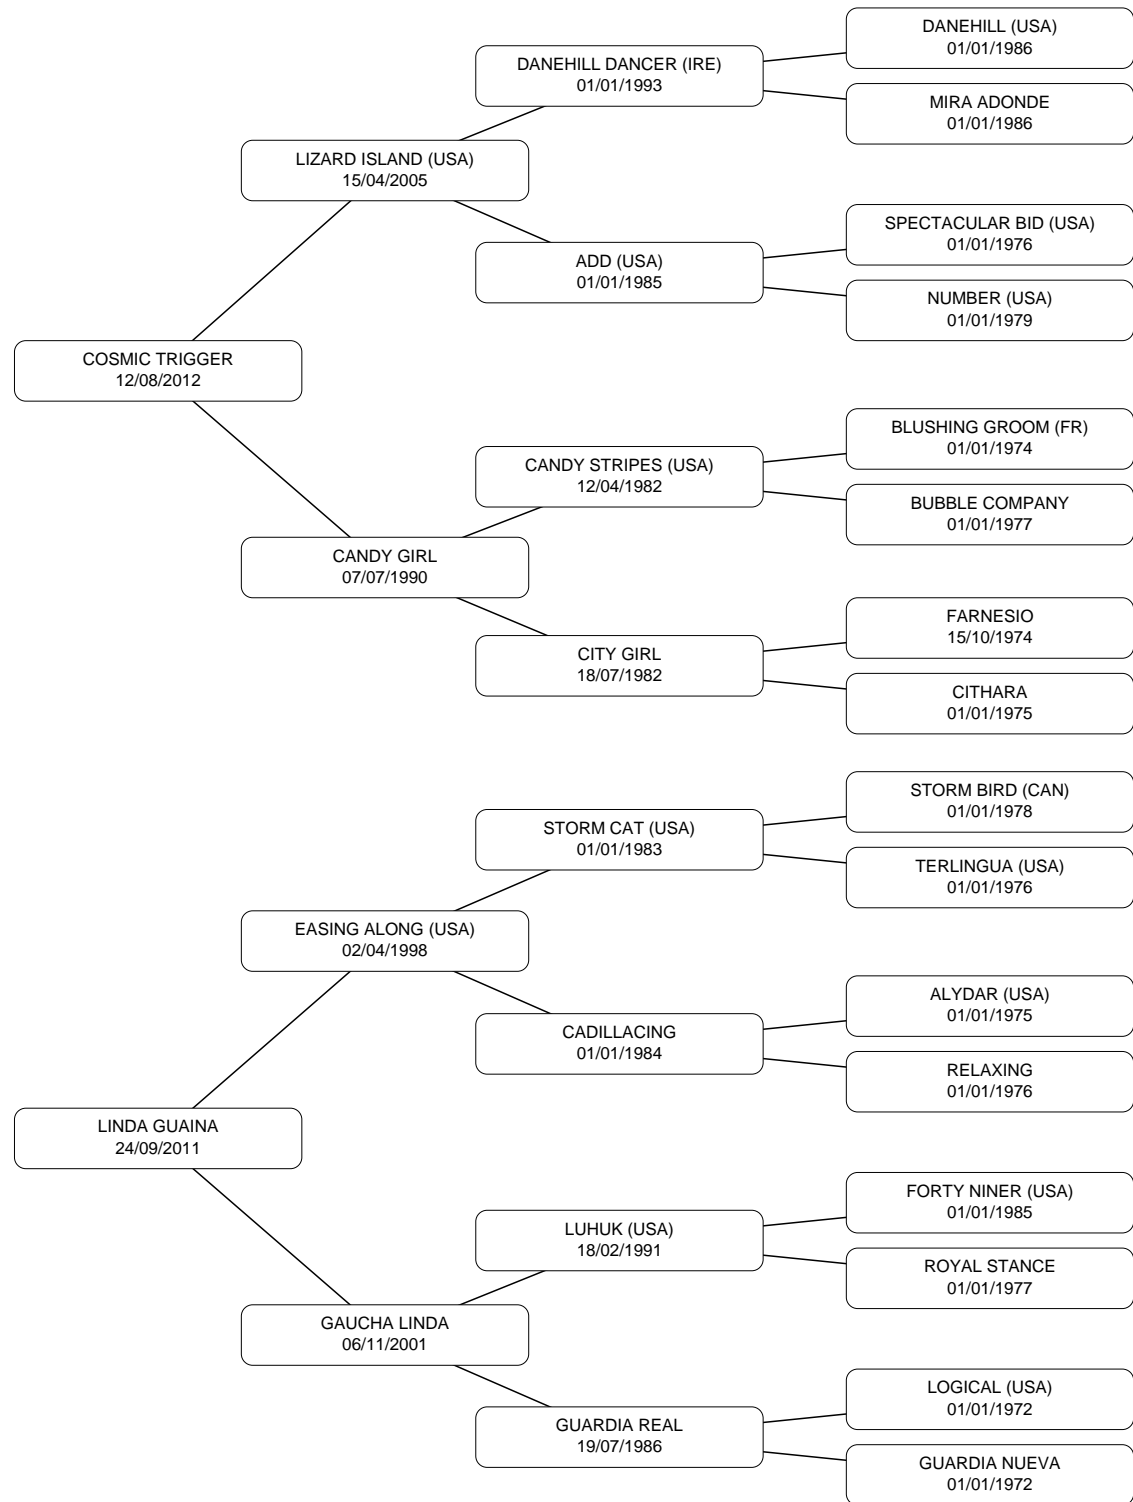 DANEHILL (USA)
01/01/1986
DANEHILL DANCER (IRE)
01/01/1993
MIRA ADONDE
01/01/1986
LIZARD ISLAND (USA)
15/04/2005
SPECTACULAR BID (USA)
01/01/1976
ADD (USA)
01/01/1985
NUMBER (USA)
01/01/1979
COSMIC TRIGGER
12/08/2012
BLUSHING GROOM (FR)
01/01/1974
CANDY STRIPES (USA)
12/04/1982
BUBBLE COMPANY
01/01/1977
CANDY GIRL
07/07/1990
FARNESIO
15/10/1974
CITY GIRL
18/07/1982
CITHARA
01/01/1975
STORM BIRD (CAN)
01/01/1978
STORM CAT (USA)
01/01/1983
TERLINGUA (USA)
01/01/1976
EASING ALONG (USA)
02/04/1998
ALYDAR (USA)
01/01/1975
CADILLACING
01/01/1984
RELAXING
01/01/1976
LINDA GUAINA
24/09/2011
FORTY NINER (USA)
01/01/1985
LUHUK (USA)
18/02/1991
ROYAL STANCE
01/01/1977
GAUCHA LINDA
06/11/2001
LOGICAL (USA)
01/01/1972
GUARDIA REAL
19/07/1986
GUARDIA NUEVA
01/01/1972